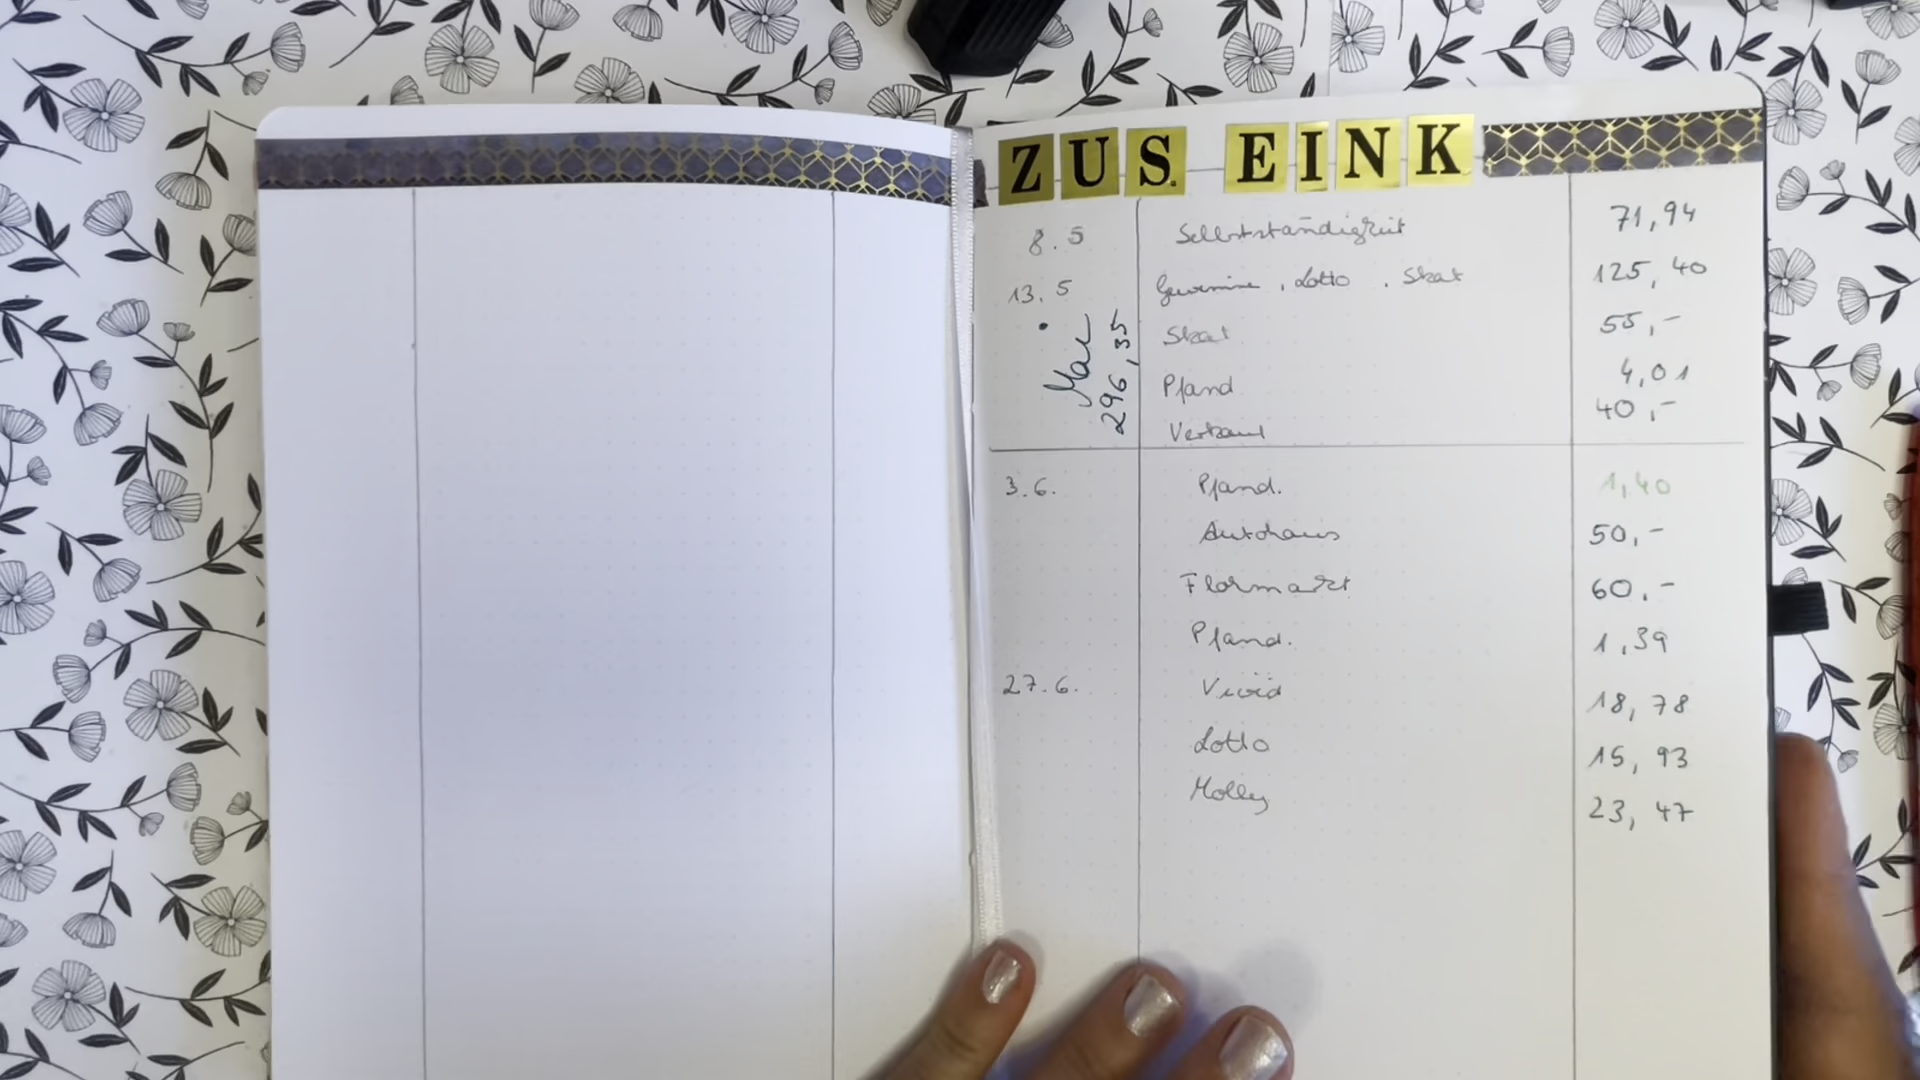 ZUS. EINK
8.5 Selbstständigkeit 71,94
13.5 Gewinne, Lotto, Skat 125,40
Skat 55,-
Pfand 4,01
Verkauf 40,-
Mai
296,35
3.6. Pfand. 1,40
Autohaus 50,-
Flohmarkt 60,-
Pfand. 1,39
27.6. Vivid 18,78
Lotto 15,93
Molly 23,47